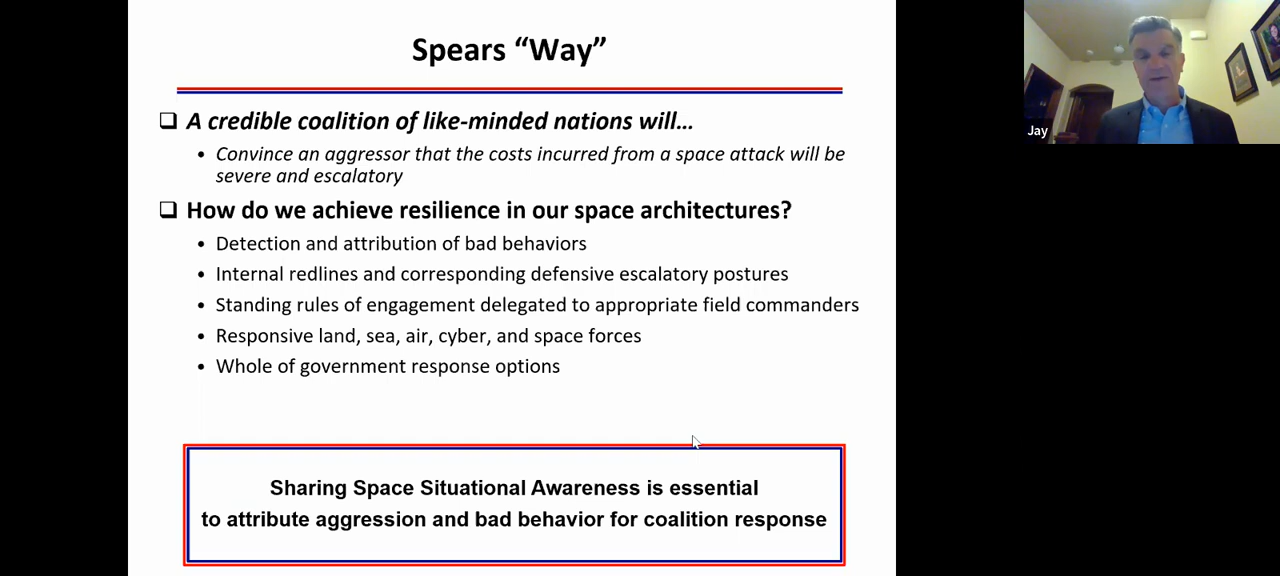 Spears “Way”
❑ A credible coalition of like-minded nations will…
• Convince an aggressor that the costs incurred from a space attack will be
severe and escalatory
❑ How do we achieve resilience in our space architectures?
• Detection and attribution of bad behaviors
• Internal redlines and corresponding defensive escalatory postures
• Standing rules of engagement delegated to appropriate field commanders
• Responsive land, sea, air, cyber, and space forces
• Whole of government response options
Sharing Space Situational Awareness is essential
to attribute aggression and bad behavior for coalition response
Jay